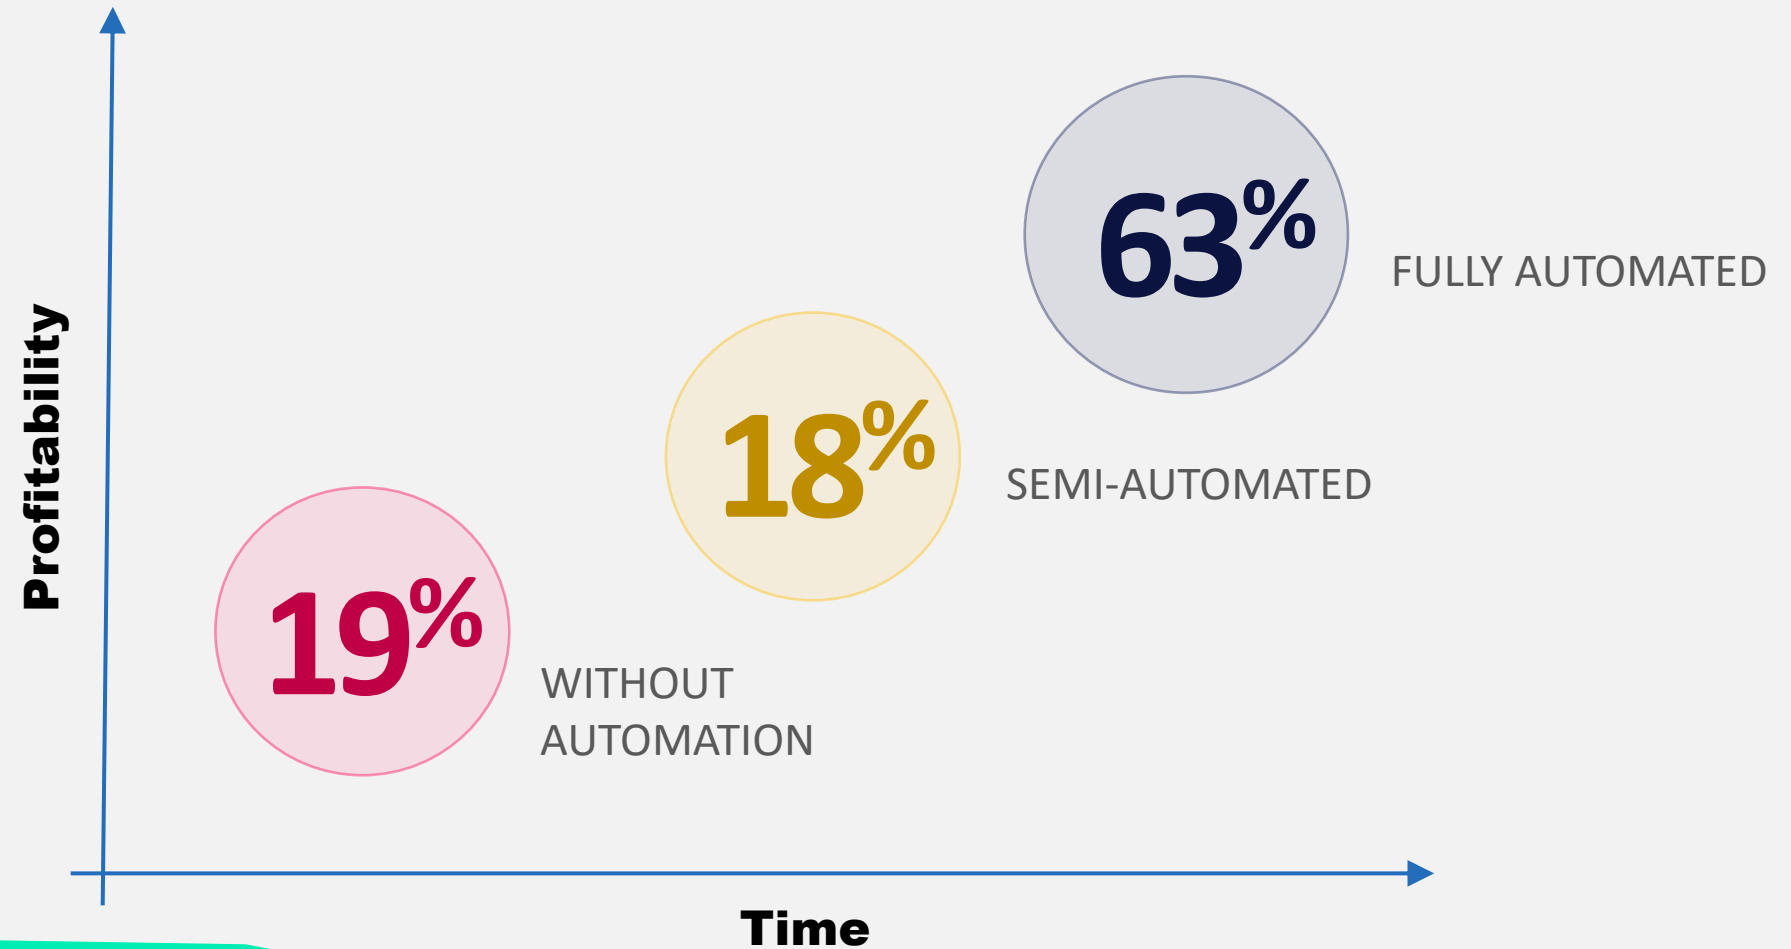 63%
FULLY AUTOMATED
18%
SEMI-AUTOMATED
19%
WITHOUT
AUTOMATION
Profitability
Time